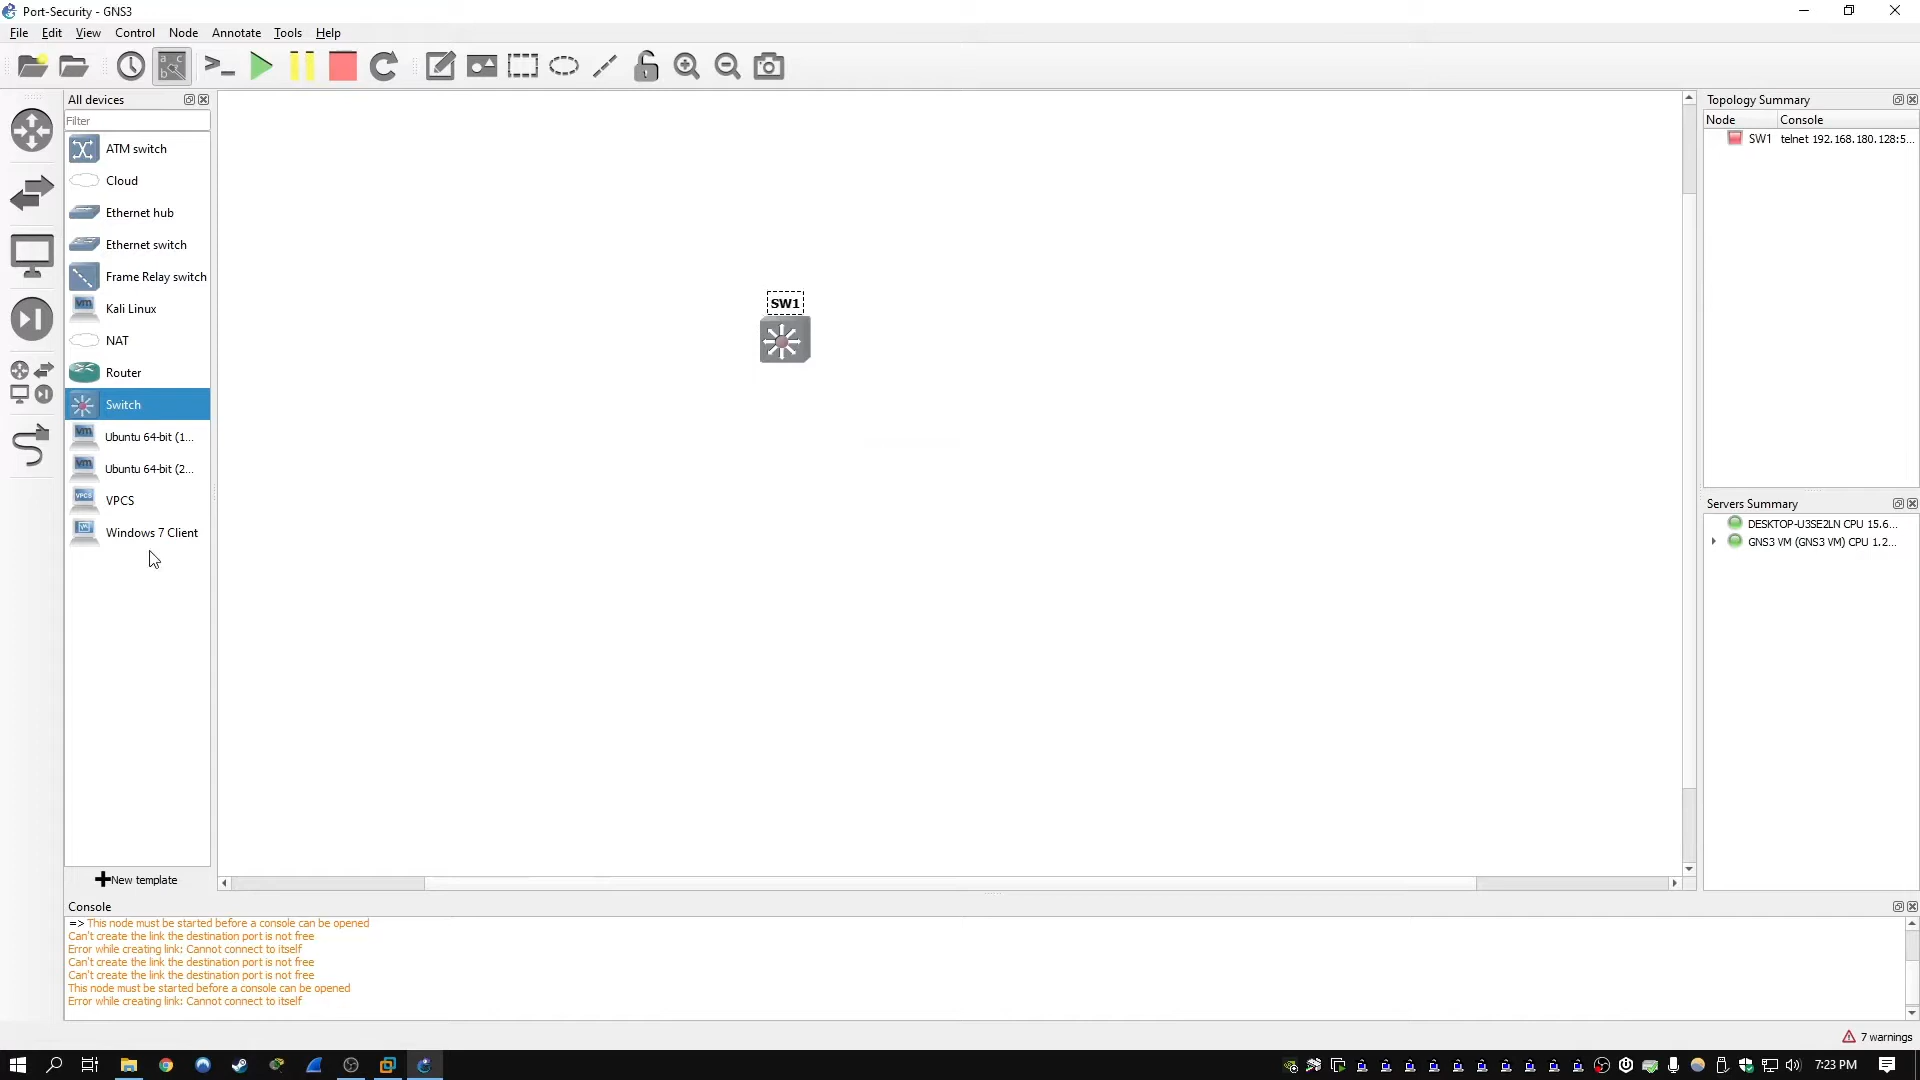 Port-Security - GNS3
File Edit View Control Node Annotate Tools Help
All devices
Filter
ATM switch
Cloud
Ethernet hub
Ethernet switch
Frame Relay switch
Kali Linux
NAT
Router
Switch
Ubuntu 64-bit (1...
Ubuntu 64-bit (2...
VPCS
Windows 7 Client
New template
SW1
Topology Summary
Node Console
SW1 telnet 192.168.180.128:5...
Servers Summary
DESKTOP-U3SE2LN CPU 15.6...
GNS3 VM (GNS3 VM) CPU 1.2...
Console
=> This node must be started before a console can be opened
Can't create the link the destination port is not free
Error while creating link: Cannot connect to itself
Can't create the link the destination port is not free
Can't create the link the destination port is not free
This node must be started before a console can be opened
Error while creating link: Cannot connect to itself
7 warnings
7:23 PM